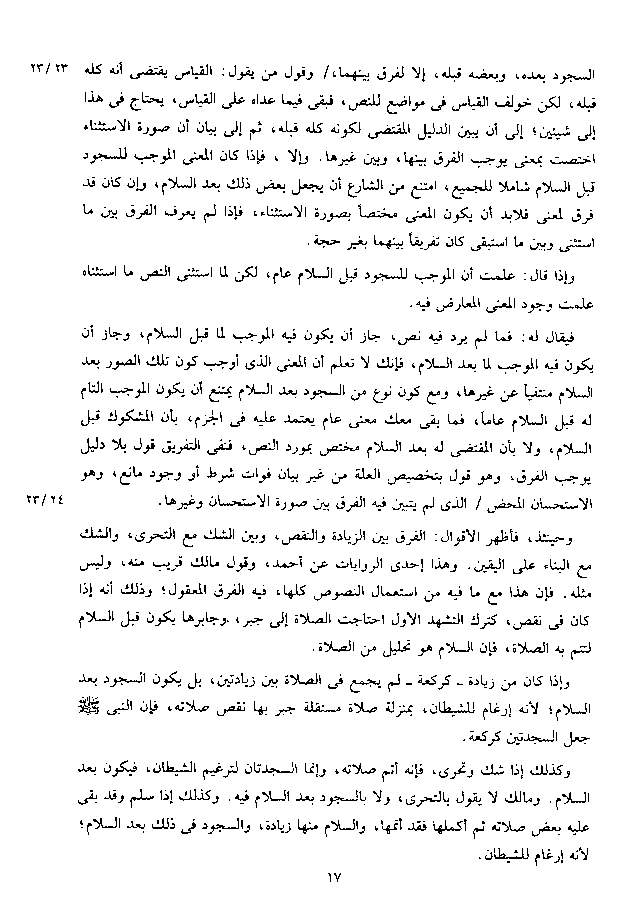 السجود بعده، وبعضه قبله، إلا لفرق بينهما، / وقول من يقول: القياس يقتضى أنه كله ٢٣/٢٣
قبله، لكن خولف القياس فى مواضع للنص، فبقى فيما عداه على القياس، يحتاج فى هذا
إلى شيئين؛ إلى أن يبين الدليل المقتضى لكونه كله قبله، ثم إلى بيان أن صورة الاستثناء
اختصت بمعنى يوجب الفرق بينها، وبين غيرها. وإلا ، فإذا كان المعنى الموجب للسجود
قبل السلام شاملا للجميع، امتنع من الشارع أن يجعل بعض ذلك بعد السلام، وإن كان قد
فرق لمعنى فلابد أن يكون المعنى مختصاً بصورة الاستثناء، فإذا لم يعرف الفرق بين ما
استثنى وبين ما استبقى كان تفريقاً بينهما بغير حجة.
وإذا قال: علمت أن الموجب للسجود قبل السلام عام، لكن لما استثنى النص ما استثناه
علمت وجود المعنى المعارض فيه.
فيقال له: فما لم يرد فيه نص، جاز أن يكون فيه الموجب لما قبل السلام، وجاز أن
يكون فيه الموجب لما بعد السلام، فإنك لا تعلم أن المعنى الذى أوجب كون تلك الصور بعد
السلام منتفياً عن غيرها، ومع كون نوع من السجود بعد السلام يمتنع أن يكون الموجب التام
له قبل السلام عاماً، فما بقى معك معنى عام يعتمد عليه فى الجزم، بأن المشكوك قبل
السلام، ولا بأن المقتضى له بعد السلام مختص بمورد النص، فنفى التفريق قول بلا دليل
يوجب الفرق، وهو قول بتخصيص العلة من غير بيان فوات شرط أو وجود مانع، وهو
الاستحسان المحض / الذى لم يتبين فيه الفرق بين صورة الاستحسان وغيرها. ٢٣/٢٤
وحينئذ، فأظهر الأقوال: الفرق بين الزيادة والنقص، وبين الشك مع التحرى، والشك
مع البناء على اليقين. وهذا إحدى الروايات عن أحمد، وقول مالك قريب منه، وليس
مثله. فإن هذا مع ما فيه من استعمال النصوص كلها، فيه الفرق المعقول؛ وذلك أنه إذا
كان فى نقص، كترك التشهد الأول احتاجت الصلاة إلى جبر، وجابرها يكون قبل السلام
لتتم به الصلاة، فإن السلام هو تحليل من الصلاة.
وإذا كان من زيادة ـ كركعة ـ لم يجمع فى الصلاة بين زيادتين، بل يكون السجود بعد
السلام؛ لأنه إرغام للشيطان، بمنزلة صلاة مستقلة جبر بها نقص صلاته، فإن النبى ﷺ
جعل السجدتين كركعة.
وكذلك إذا شك وتحرى، فإنه أتم صلاته، وإنما السجدتان لترغيم الشيطان، فيكون بعد
السلام. ومالك لا يقول بالتحرى، ولا بالسجود بعد السلام فيه. وكذلك إذا سلم وقد بقى
عليه بعض صلاته ثم أكملها فقد أتمها، والسلام منها زيادة، والسجود فى ذلك بعد السلام؛
لأنه إرغام للشيطان.
١٧